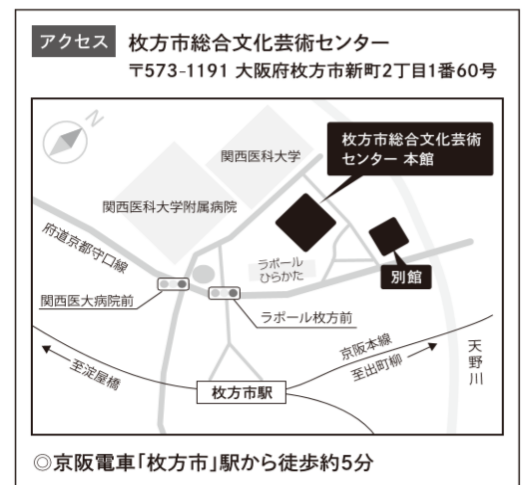 アクセス 枚方市総合文化芸術センター
〒573-1191 大阪府枚方市新町2丁目1番60号
N
枚方市総合文化芸術
センター 本館
関西医科大学
関西医科大学附属病院
府道京都守口線
ラポール
ひらかた
別館
関西医大病院前
ラポール枚方前
京阪本線
至出町柳
天野川
至淀屋橋
枚方市駅
◎京阪電車「枚方市」駅から徒歩約5分